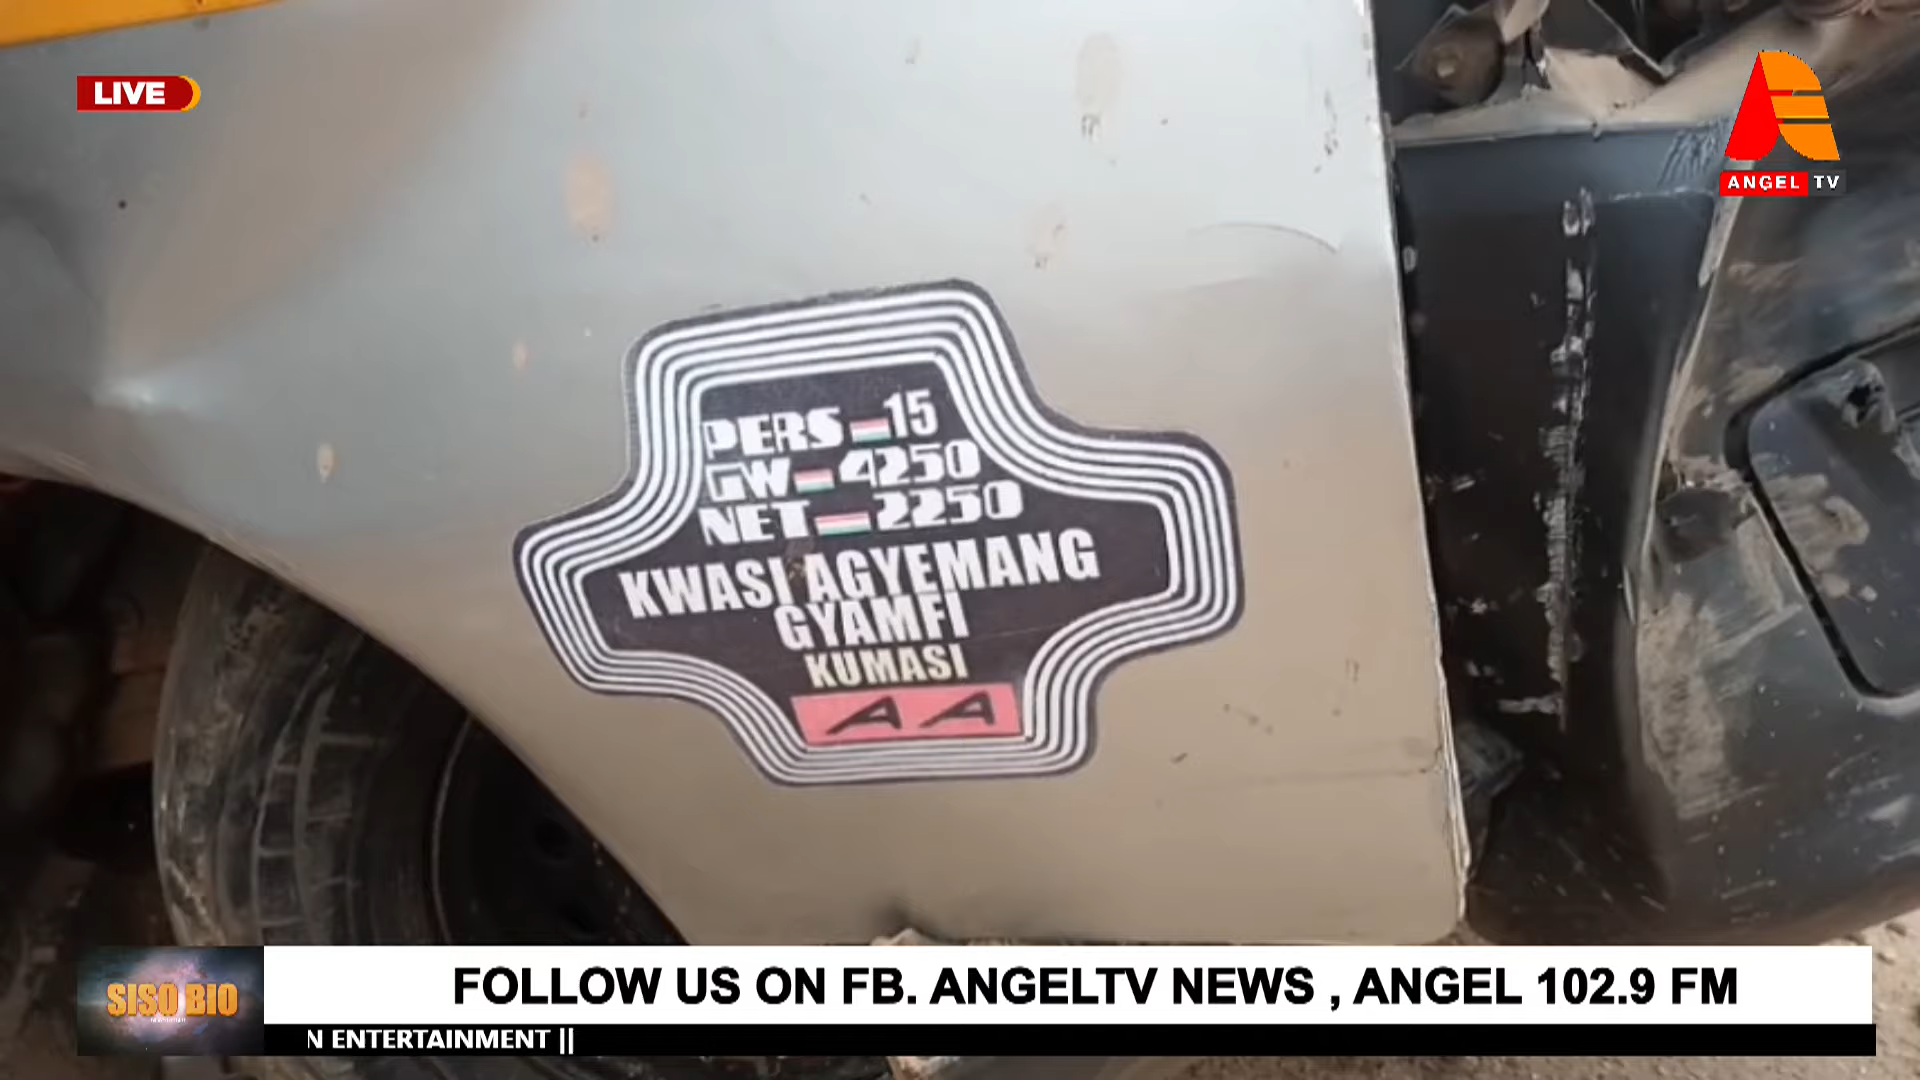 LIVE
ANGEL TV
PERS 15
GW 4250
NET 2250
KWASI AGYEMANG
GYAMFI
KUMASI
A A
SISO BIO
FOLLOW US ON FB. ANGELTV NEWS , ANGEL 102.9 FM
N ENTERTAINMENT ||